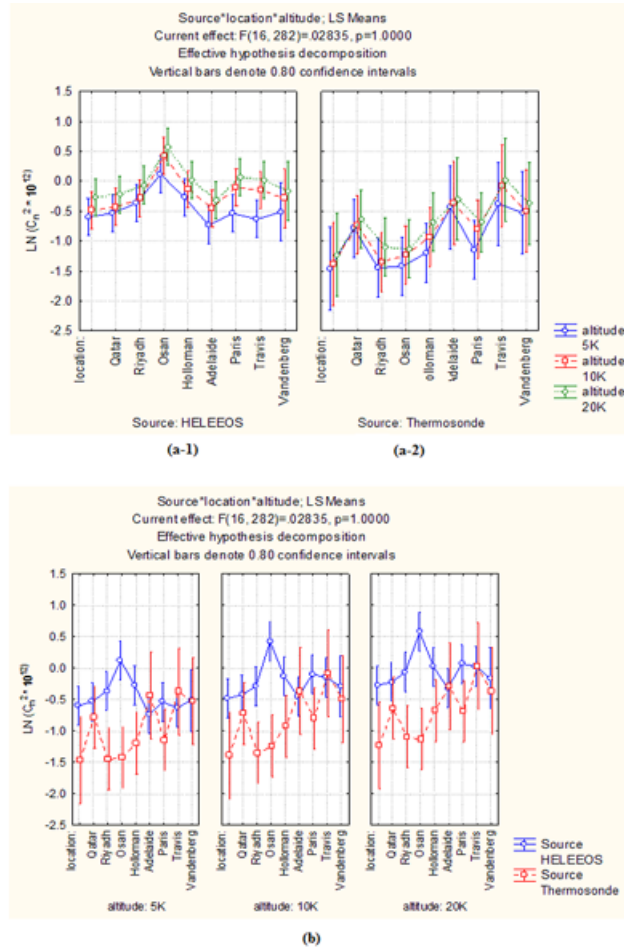 Source*location*altitude; LS Means
Current effect: F(16, 282)=.02835, p=1.0000
Effective hypothesis decomposition
Vertical bars denote 0.80 confidence intervals
LN (Cn^2 * 10^12)
1.5
1.0
0.5
0.0
-0.5
-1.0
-1.5
-2.0
-2.5
location:
Qatar
Riyadh
Osan
Holloman
Adelaide
Paris
Travis
Vandenberg
Source: HELEEOS
location:
Qatar
Riyadh
Osan
olloman
Adelaide
Paris
Travis
Vandenberg
Source: Thermosonde
altitude
5K
altitude
10K
altitude
20K
(a-1)
(a-2)
Source*location*altitude; LS Means
Current effect: F(16, 282)=.02835, p=1.0000
Effective hypothesis decomposition
Vertical bars denote 0.80 confidence intervals
1.5
1.0
0.5
0.0
-0.5
-1.0
-1.5
-2.0
-2.5
location:
Qatar
Riyadh
Osan
Holloman
Adelaide
Paris
Travis
Vandenberg
altitude: 5K
location:
Qatar
Riyadh
Osan
Holloman
Adelaide
Paris
Travis
Vandenberg
altitude: 10K
location:
Qatar
Riyadh
Osan
Holloman
Adelaide
Paris
Travis
Vandenberg
altitude: 20K
Source
HELEEOS
Source
Thermosonde
(b)